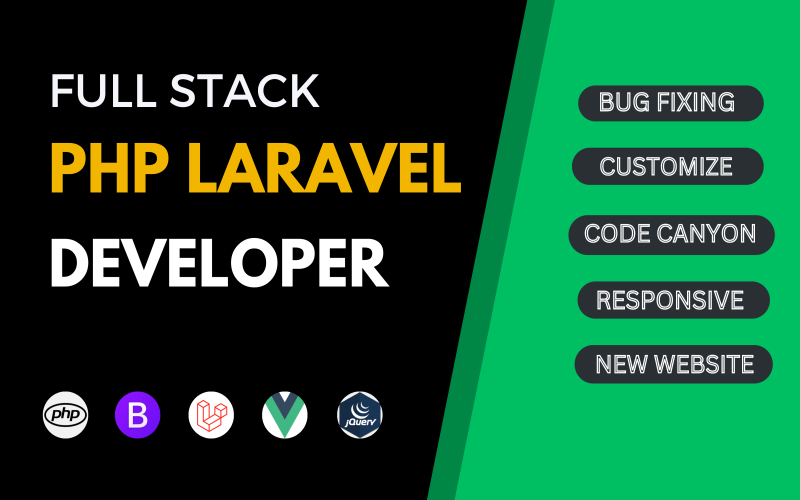 FULL STACK
PHP LARAVEL
DEVELOPER
BUG FIXING
CUSTOMIZE
CODE CANYON
RESPONSIVE
NEW WEBSITE
php
B
jQuery